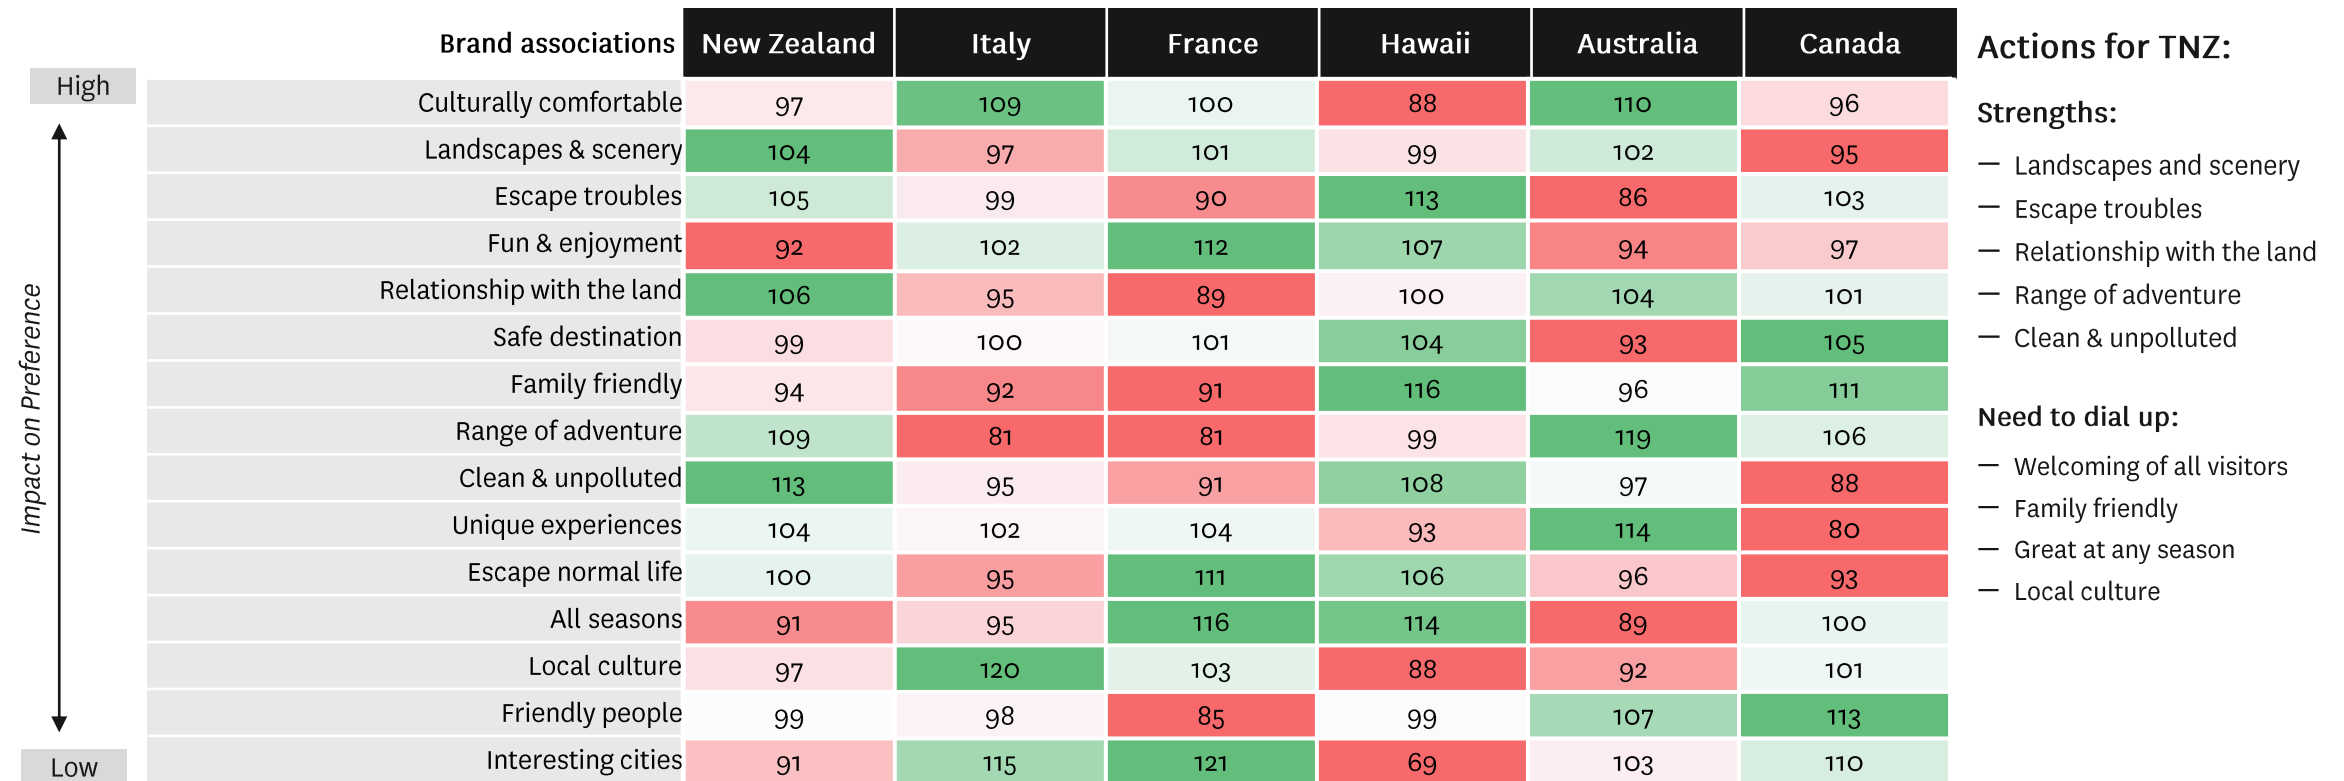 Brand associations New Zealand Italy France Hawaii Australia Canada
Actions for TNZ:
High
Impact on Preference
Low
Culturally comfortable 97 109 100 88 110 96
Landscapes & scenery 104 97 101 99 102 95
Escape troubles 105 99 90 113 86 103
Fun & enjoyment 92 102 112 107 94 97
Relationship with the land 106 95 89 100 104 101
Safe destination 99 100 101 104 93 105
Family friendly 94 92 91 116 96 111
Range of adventure 109 81 81 99 119 106
Clean & unpolluted 113 95 91 108 97 88
Unique experiences 104 102 104 93 114 80
Escape normal life 100 95 111 106 96 93
All seasons 91 95 116 114 89 100
Local culture 97 120 103 88 92 101
Friendly people 99 98 85 99 107 113
Interesting cities 91 115 121 69 103 110
Strengths:
— Landscapes and scenery
— Escape troubles
— Relationship with the land
— Range of adventure
— Clean & unpolluted
Need to dial up:
— Welcoming of all visitors
— Family friendly
— Great at any season
— Local culture